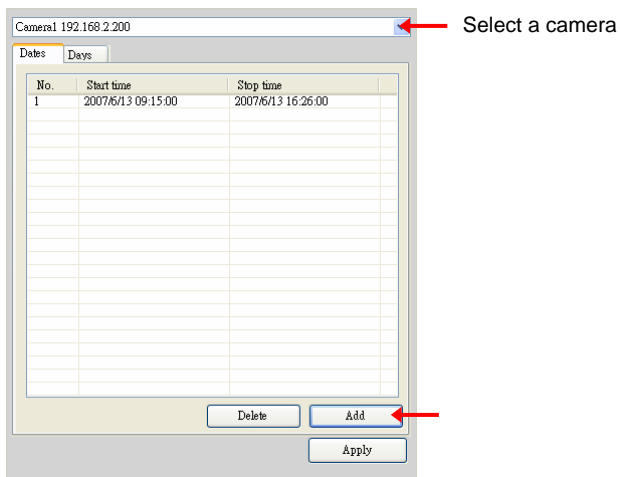 Camera1 192.168.2.200
Select a camera
Dates Days
No. Start time Stop time
1 2007/6/13 09:15:00 2007/6/13 16:26:00
Delete Add
Apply